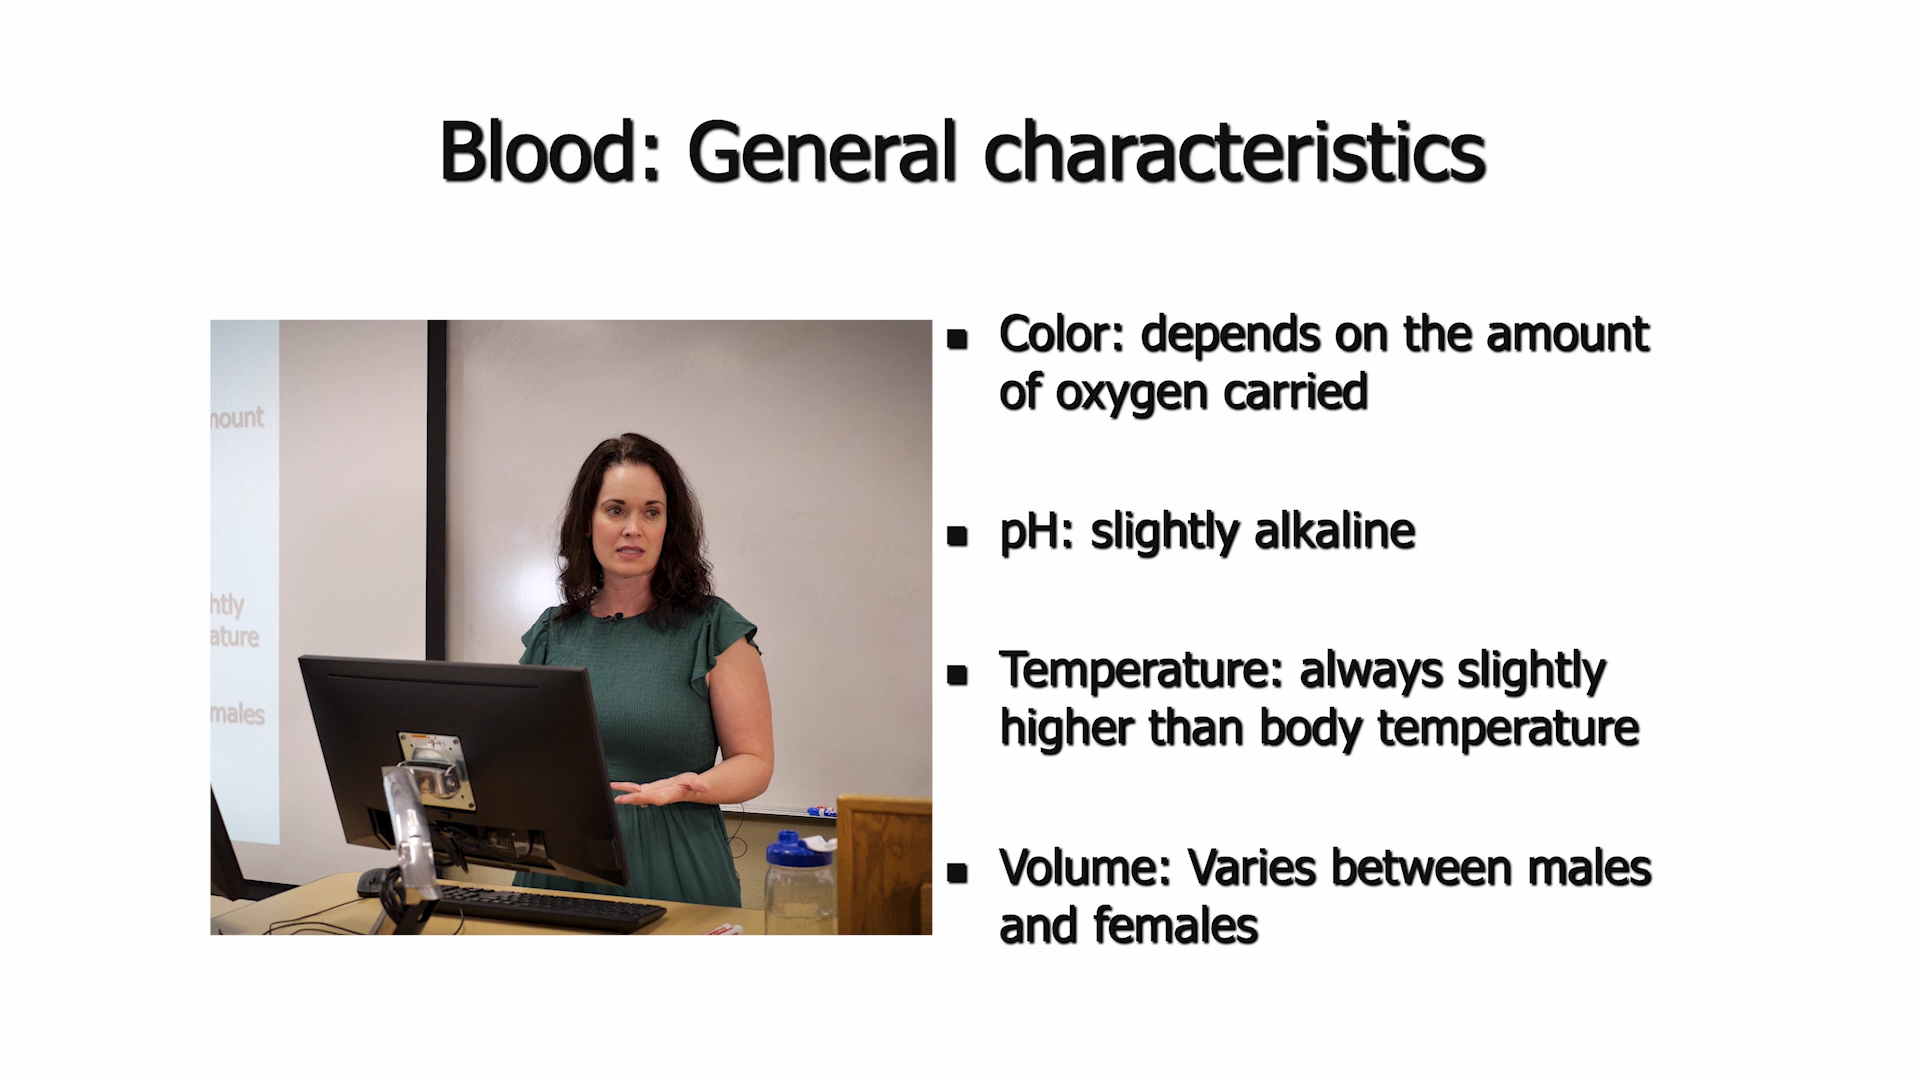 Blood: General characteristics
mount
htly
ature
males
■ Color: depends on the amount
of oxygen carried
■ pH: slightly alkaline
■ Temperature: always slightly
higher than body temperature
■ Volume: Varies between males
and females